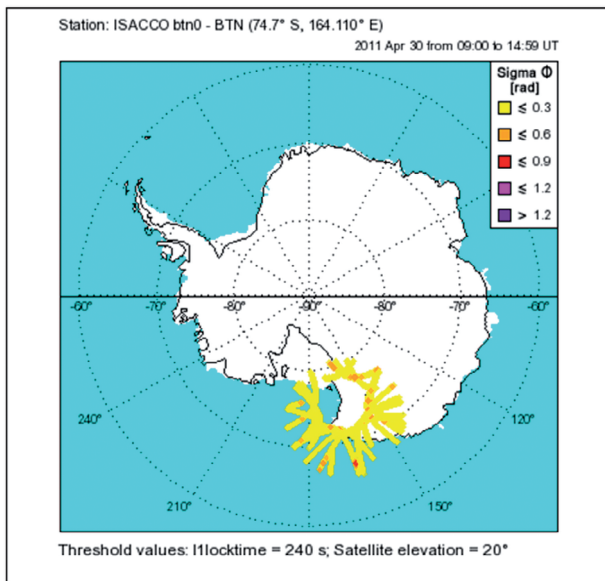 Station: ISACCO btn0 - BTN (74.7° S, 164.110° E)
2011 Apr 30 from 09:00 to 14:59 UT
Sigma Φ
[rad]
⩽ 0.3
⩽ 0.6
⩽ 0.9
⩽ 1.2
> 1.2
-60° -70° -80° -90° -80° -70° -60°
240° 120°
210° 150°
Threshold values: l1locktime = 240 s; Satellite elevation = 20°